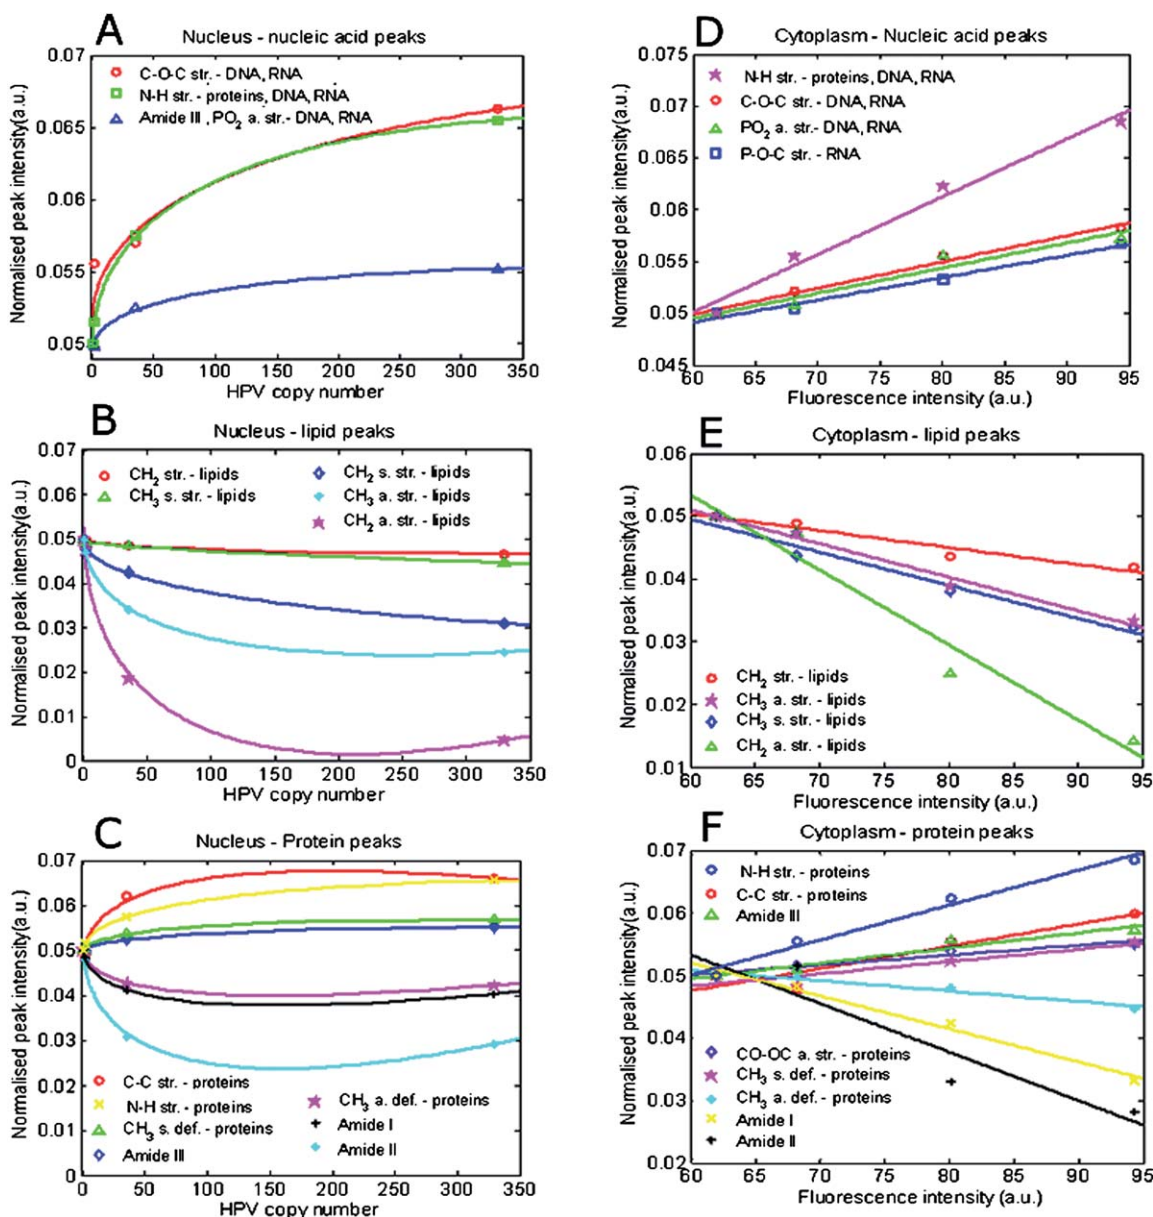 A
Nucleus - nucleic acid peaks
Normalised peak intensity(a.u.)
0.07
0.065
0.06
0.055
0.05
C-O-C str. - DNA, RNA
N-H str. - proteins, DNA, RNA
Amide III , PO2 a. str.- DNA, RNA
0 50 100 150 200 250 300 350
HPV copy number
D
Cytoplasm - Nucleic acid peaks
Normalised peak intensity (a.u.)
0.075
0.07
0.065
0.06
0.055
0.05
0.045
N-H str. - proteins, DNA, RNA
C-O-C str. - DNA, RNA
PO2 a. str.- DNA, RNA
P-O-C str. - RNA
60 65 70 75 80 85 90 95
Fluorescence intensity (a.u.)
B
Nucleus - lipid peaks
Normalised peak intensity(a.u.)
0.07
0.06
0.05
0.04
0.03
0.02
0.01
0
CH2 str. - lipids
CH3 s. str. - lipids
CH2 s. str. - lipids
CH3 a. str. - lipids
CH2 a. str. - lipids
0 50 100 150 200 250 300 350
HPV copy number
E
Cytoplasm - lipid peaks
Normalised peak intensity (a.u.)
0.06
0.05
0.04
0.03
0.02
0.01
CH2 str. - lipids
CH3 a. str. - lipids
CH3 s. str. - lipids
CH2 a. str. - lipids
60 65 70 75 80 85 90 95
Fluorescence intensity (a.u.)
C
Nucleus - Protein peaks
Normalised peak intensity(a.u.)
0.07
0.06
0.05
0.04
0.03
0.02
0
C-C str. - proteins
N-H str. - proteins
CH3 s. def. - proteins
Amide III
CH3 a. def. - proteins
Amide I
Amide II
0 50 100 150 200 250 300 350
HPV copy number
F
Cytoplasm - protein peaks
Normalised peak intensity(a.u.)
0.07
0.06
0.05
0.04
0.03
0.02
N-H str. - proteins
C-C str. - proteins
Amide III
CO-OC a. str. - proteins
CH3 s. def. - proteins
CH3 a. def. - proteins
Amide I
Amide II
60 65 70 75 80 85 90 95
Fluorescence intensity (a.u.)